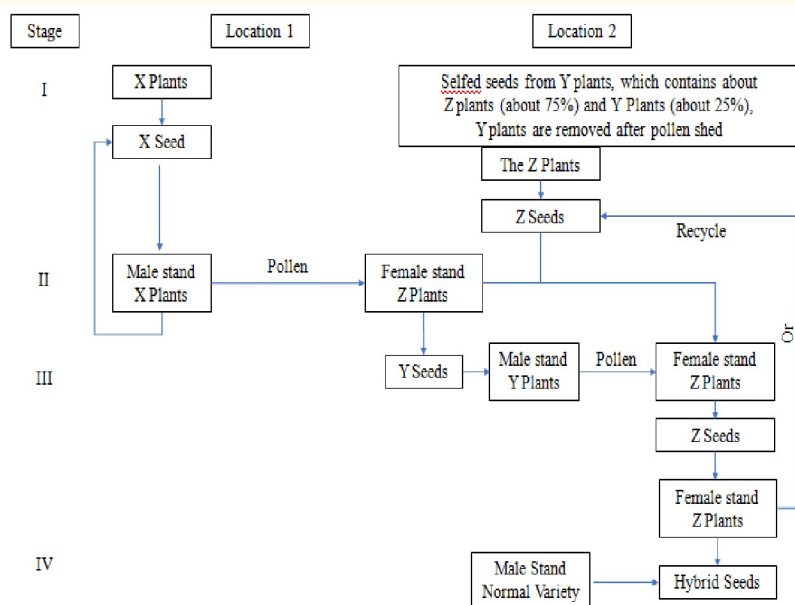 Stage
Location 1
Location 2
I
X Plants
Selfed seeds from Y plants, which contains about
Z plants (about 75%) and Y Plants (about 25%),
Y plants are removed after pollen shed
X Seed
The Z Plants
Z Seeds
Recycle
II
Male stand
X Plants
Pollen
Female stand
Z Plants
Or
III
Y Seeds
Male stand
Y Plants
Pollen
Female stand
Z Plants
Z Seeds
Female stand
Z Plants
IV
Male Stand
Normal Variety
Hybrid Seeds